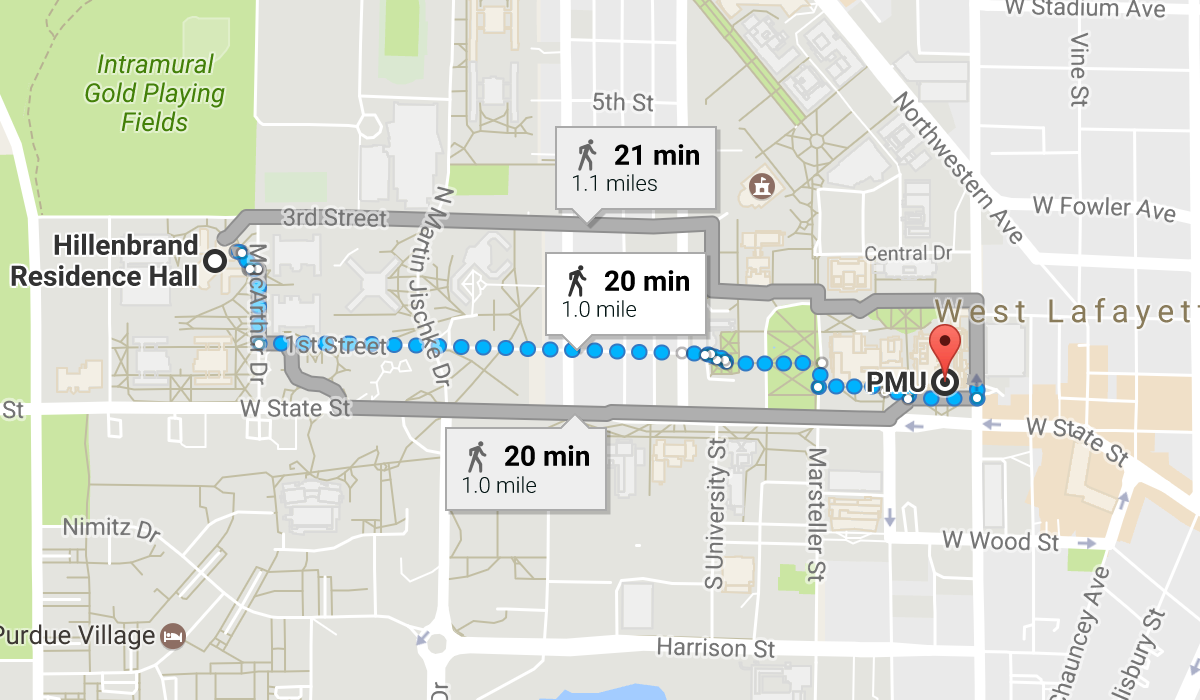 W Stadium Ave
Vine St
Intramural
Gold Playing
Fields
5th St
Northwestern Ave
21 min
1.1 miles
N Martin Jischke Dr
3rd Street
W Fowler Ave
Hillenbrand
Residence Hall
MacArthur Dr
Central Dr
20 min
1.0 mile
West Lafayett
1st Street
PMU
St
W State St
W State St
20 min
1.0 mile
S University St
Marsteller St
Nimitz Dr
W Wood St
Purdue Village
Harrison St
hauncey Ave
lisbury St